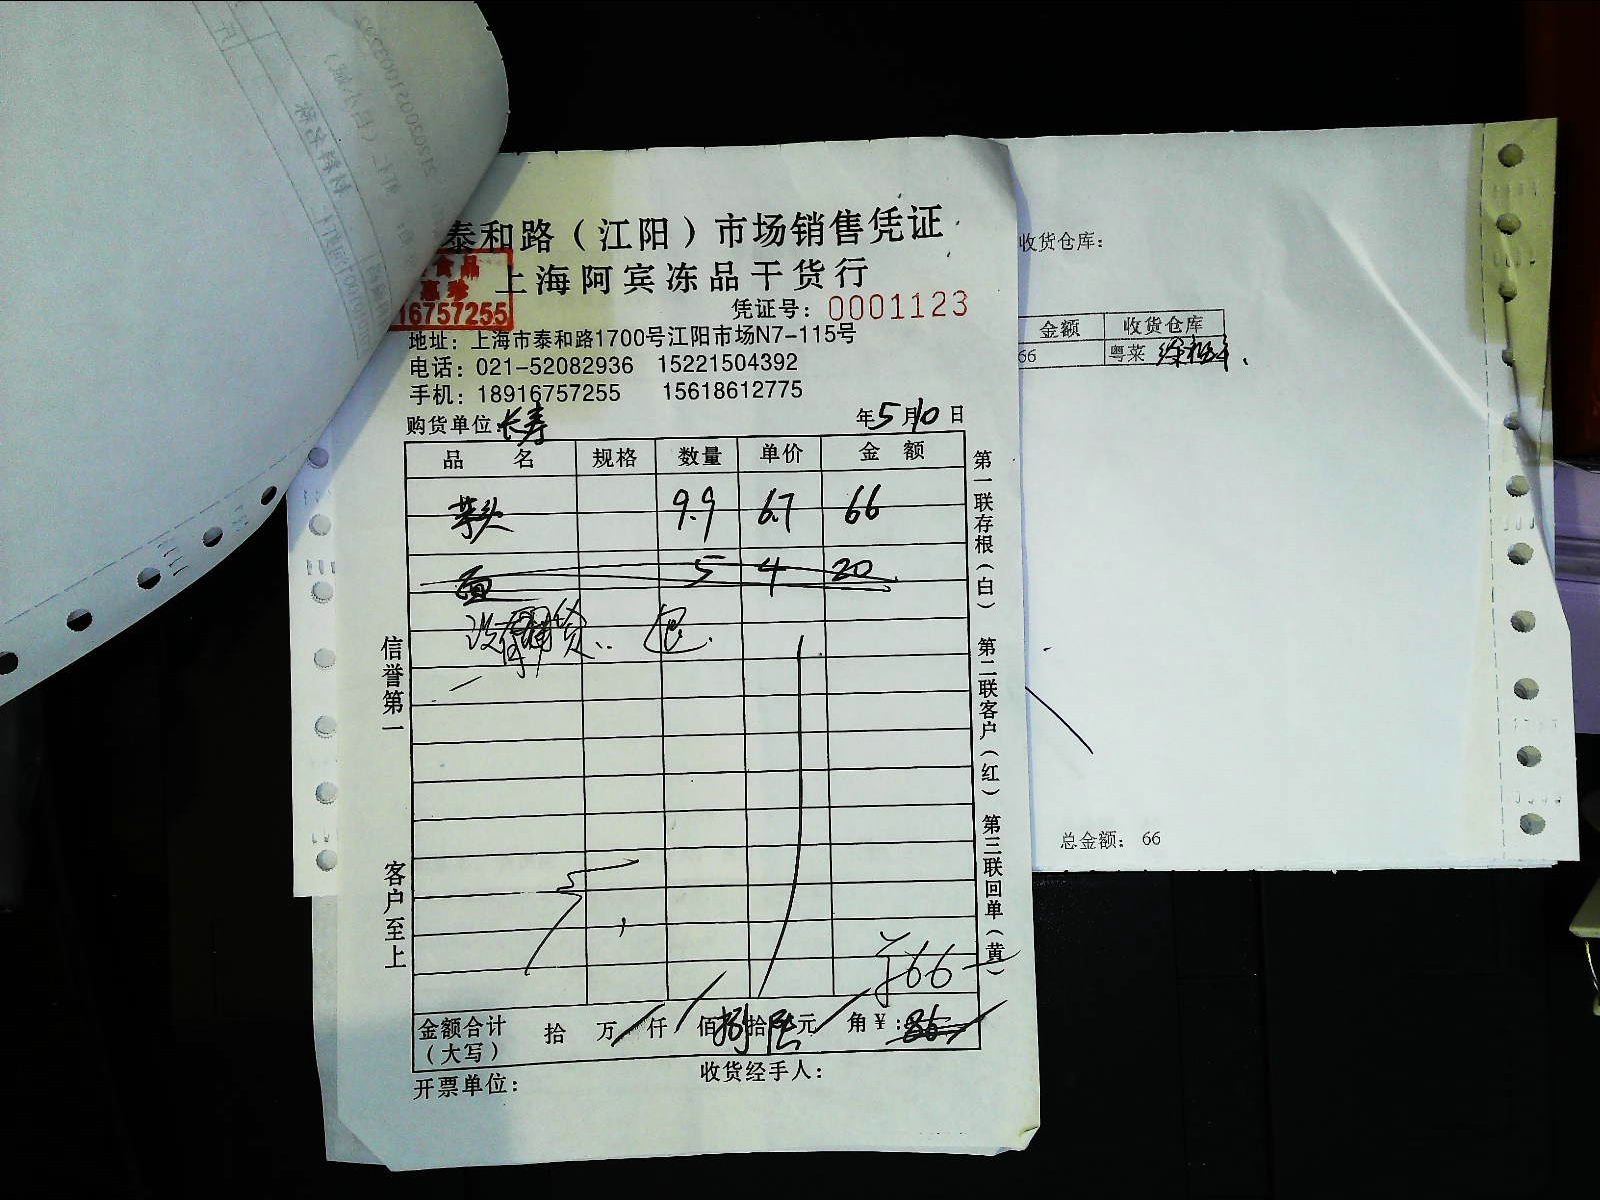 泰和路（江阳）市场销售凭证
上海阿宾冻品干货行
食品
16757255
凭证号：0001123
地址：上海市泰和路1700号江阳市场N7-115号
电话：021-52082936 15221504392
手机：18916757255 15618612775
购货单位：长寿 年5月10日
品名 规格 数量 单价 金额
芋头 9.9 6.7 66
面 5 4 20
¥66
金额合计（大写） 拾 万 仟 佰 捌拾陆元 角 ¥：86
开票单位： 收货经手人：
信誉第一
客户至上
第一联存根（白） 第二联客户（红） 第三联回单（黄）
收货仓库：
金额 收货仓库
66 粤菜
总金额： 66